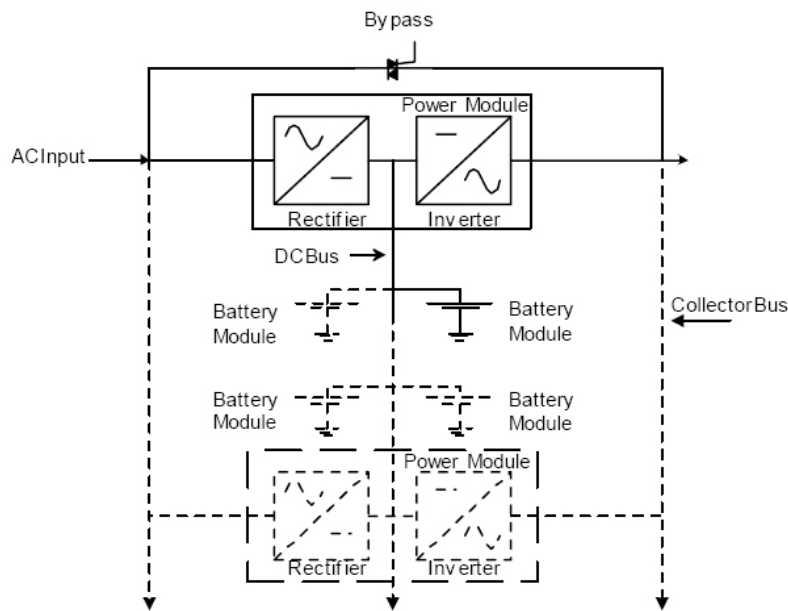 Bypass
Power Module
ACInput
Rectifier
Inverter
DCBus
Battery
Module
Battery
Module
CollectorBus
Battery
Module
Battery
Module
Power Module
Rectifier
Inverter